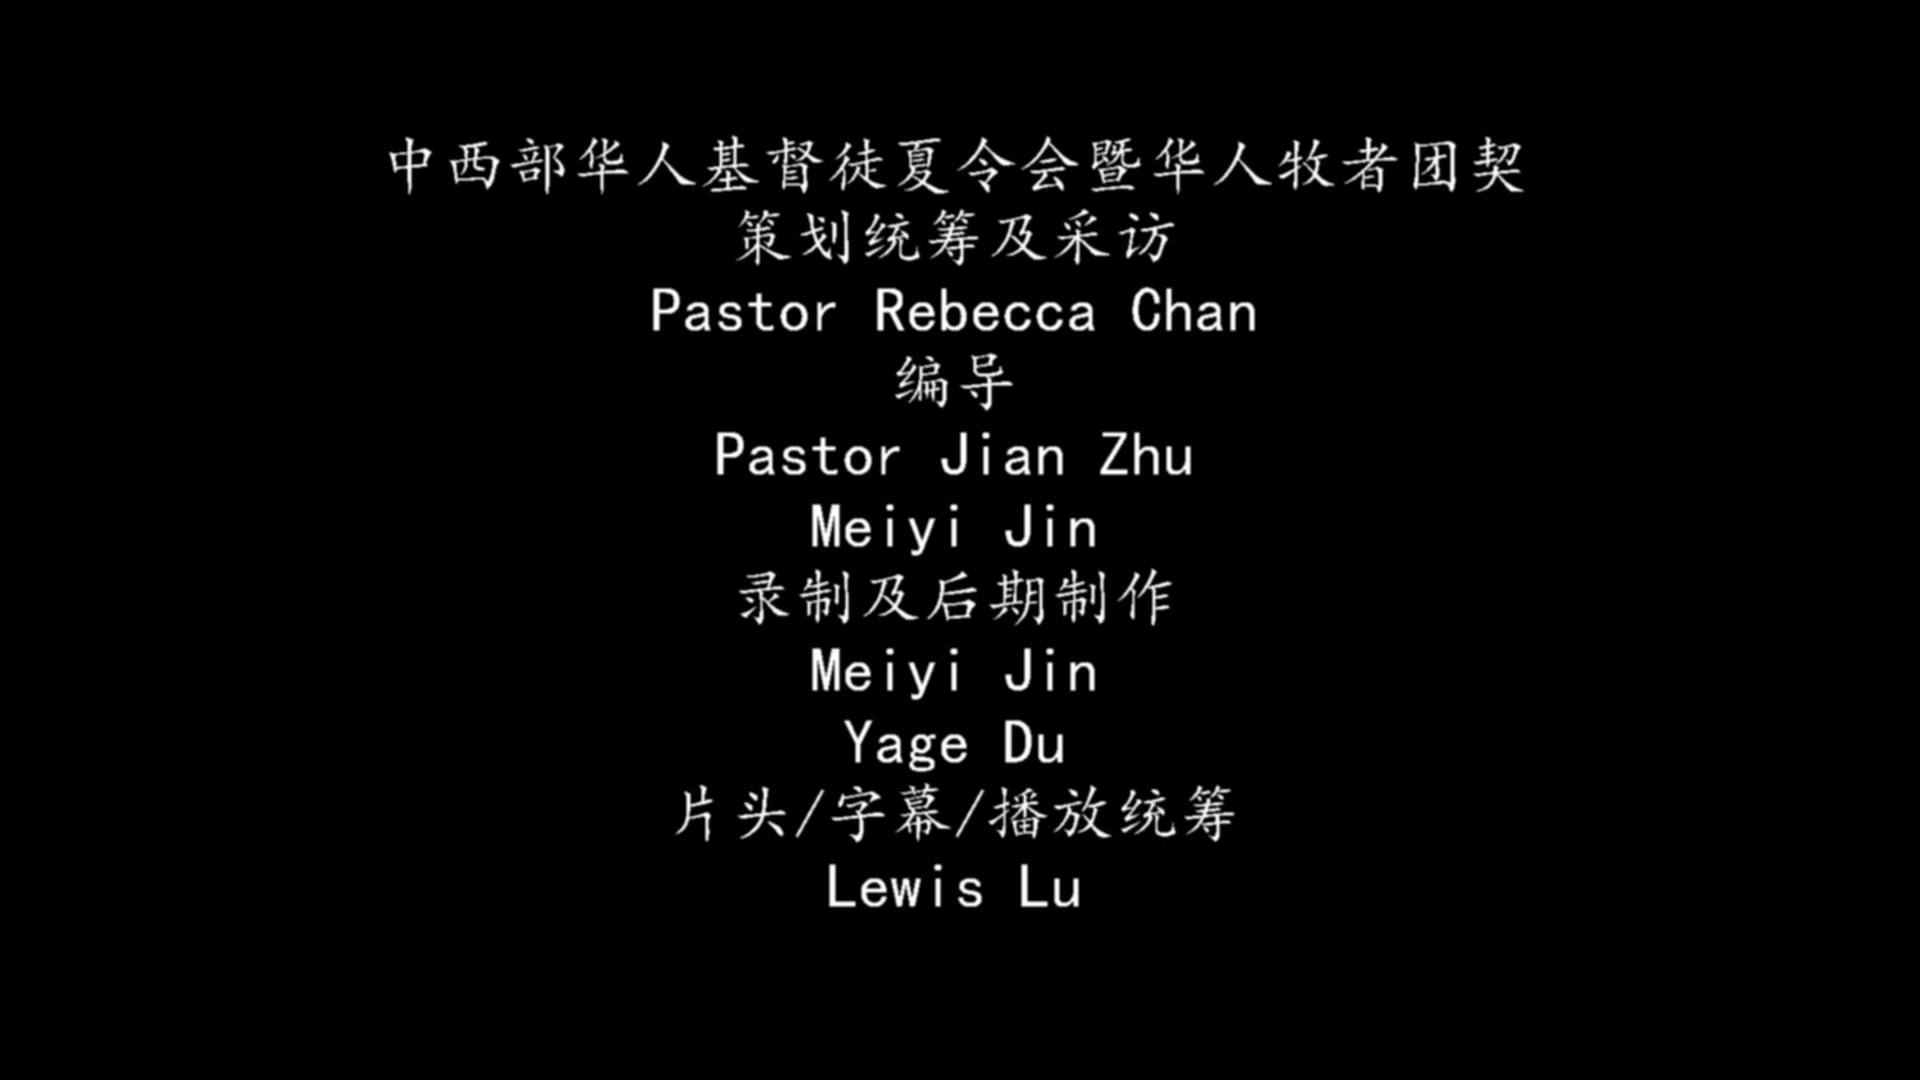 中西部华人基督徒夏令会暨华人牧者团契
策划统筹及采访
Pastor Rebecca Chan
编导
Pastor Jian Zhu
Meiyi Jin
录制及后期制作
Meiyi Jin
Yage Du
片头/字幕/播放统筹
Lewis Lu